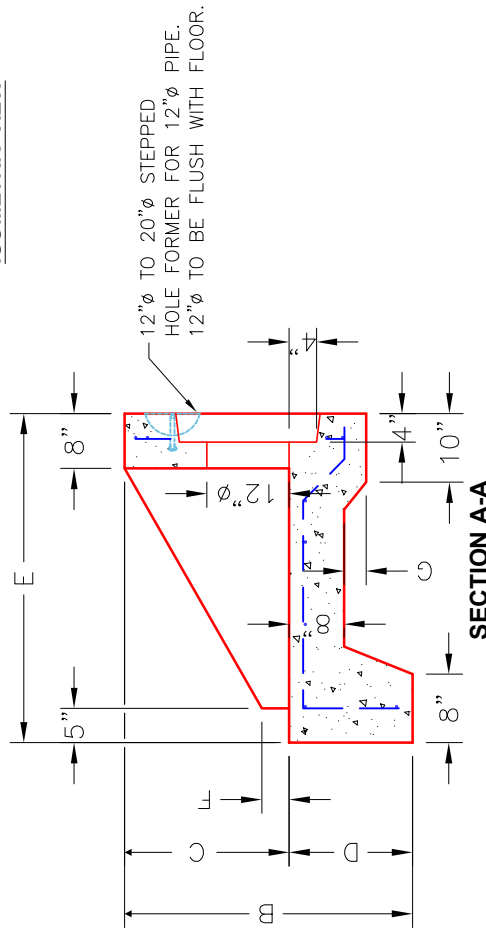 12"ø TO 20"ø STEPPED
HOLE FORMER FOR 12"ø PIPE.
12"ø TO BE FLUSH WITH FLOOR.
E
5"
8"
F
C
B
D
12"ø
4"
8"
G
8"
4"
10"
SECTION A-A